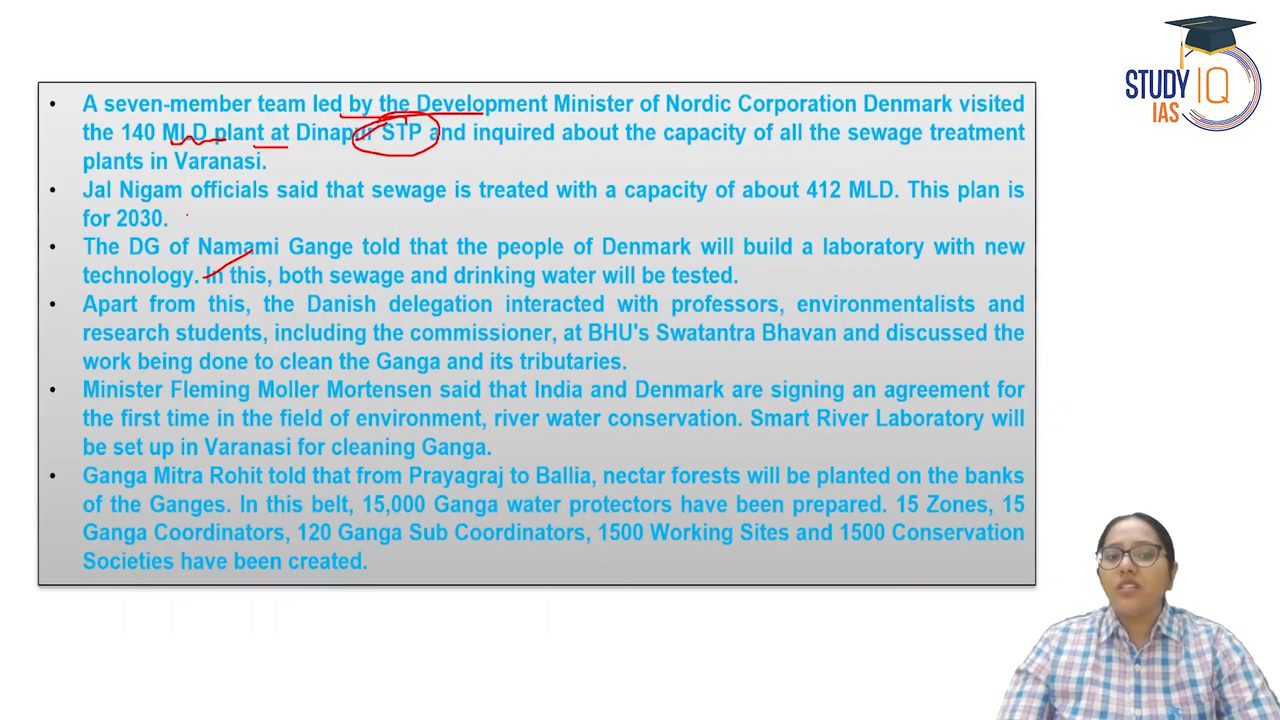 STUDY IQ
IAS
• A seven-member team led by the Development Minister of Nordic Corporation Denmark visited
the 140 MLD plant at Dinapur STP and inquired about the capacity of all the sewage treatment
plants in Varanasi.
• Jal Nigam officials said that sewage is treated with a capacity of about 412 MLD. This plan is
for 2030.
• The DG of Namami Gange told that the people of Denmark will build a laboratory with new
technology. In this, both sewage and drinking water will be tested.
• Apart from this, the Danish delegation interacted with professors, environmentalists and
research students, including the commissioner, at BHU's Swatantra Bhavan and discussed the
work being done to clean the Ganga and its tributaries.
• Minister Fleming Moller Mortensen said that India and Denmark are signing an agreement for
the first time in the field of environment, river water conservation. Smart River Laboratory will
be set up in Varanasi for cleaning Ganga.
• Ganga Mitra Rohit told that from Prayagraj to Ballia, nectar forests will be planted on the banks
of the Ganges. In this belt, 15,000 Ganga water protectors have been prepared. 15 Zones, 15
Ganga Coordinators, 120 Ganga Sub Coordinators, 1500 Working Sites and 1500 Conservation
Societies have been created.